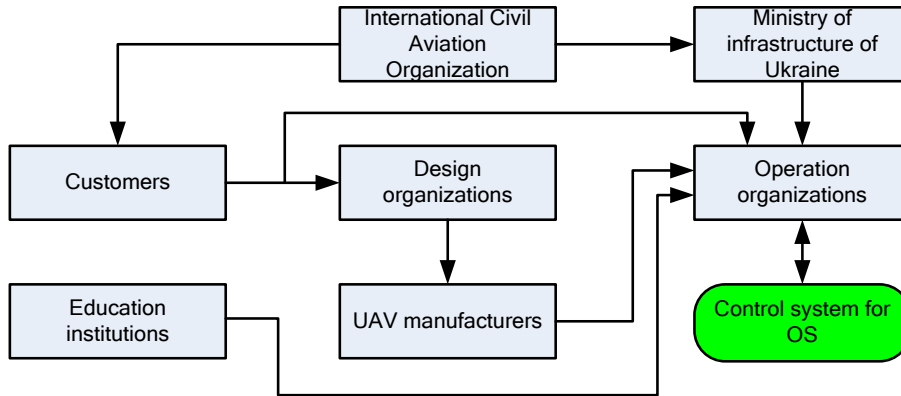 International Civil
Aviation
Organization
Ministry of
infrastructure of
Ukraine
Customers
Design
organizations
Operation
organizations
Education
institutions
UAV manufacturers
Control system for
OS